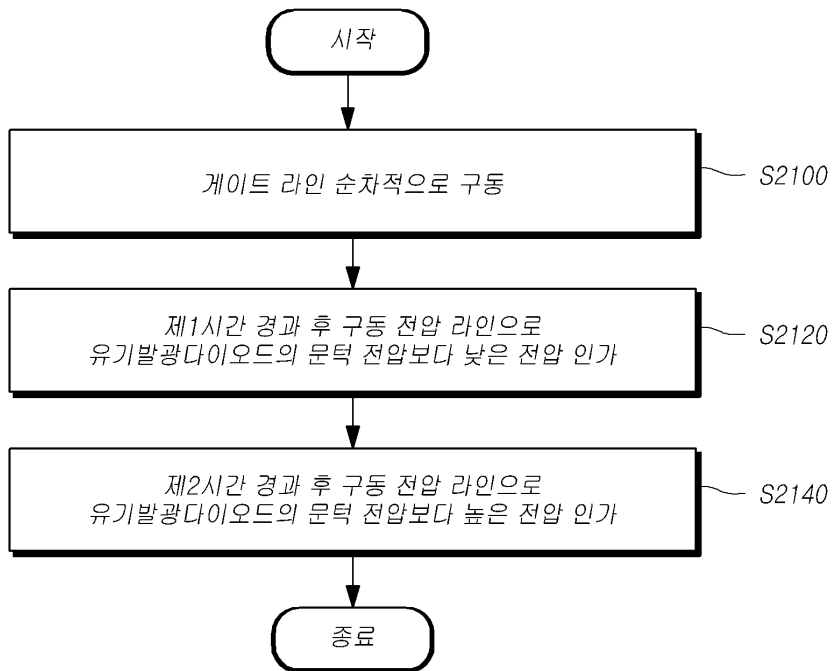 시작
게이트 라인 순차적으로 구동
S2100
제1시간 경과 후 구동 전압 라인으로
유기발광다이오드의 문턱 전압보다 낮은 전압 인가
S2120
제2시간 경과 후 구동 전압 라인으로
유기발광다이오드의 문턱 전압보다 높은 전압 인가
S2140
종료